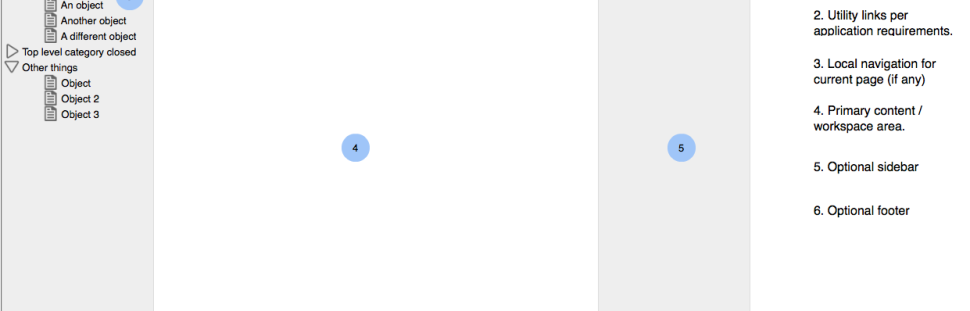 An object
Another object
A different object
Top level category closed
Other things
Object
Object 2
Object 3
4
5
2. Utility links per
application requirements.
3. Local navigation for
current page (if any)
4. Primary content /
workspace area.
5. Optional sidebar
6. Optional footer